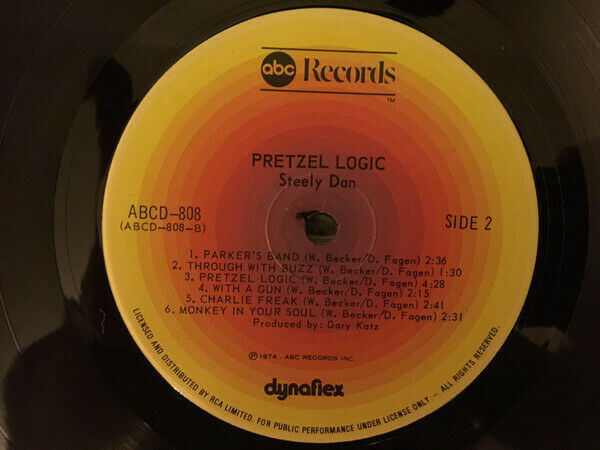 abc Records
TM
PRETZEL LOGIC
Steely Dan
ABCD-808
(ABCD-808-B)
SIDE 2
1. PARKER'S BAND (W. Becker/D. Fagen) 2:36
2. THROUGH WITH BUZZ (W. Becker/D. Fagen) 1:30
3. PRETZEL LOGIC (W. Becker/D. Fagen) 4:28
4. WITH A GUN (W. Becker/D. Fagen) 2:15
5. CHARLIE FREAK (W. Becker/D. Fagen) 2:41
6. MONKEY IN YOUR SOUL (W. Becker/D. Fagen) 2:31
Produced by: Gary Katz
Ⓟ 1974 - ABC RECORDS INC
dynaflex
LICENSED AND DISTRIBUTED BY RCA LIMITED. FOR PUBLIC PERFORMANCE UNDER LICENSE ONLY - ALL RIGHTS RESERVED.